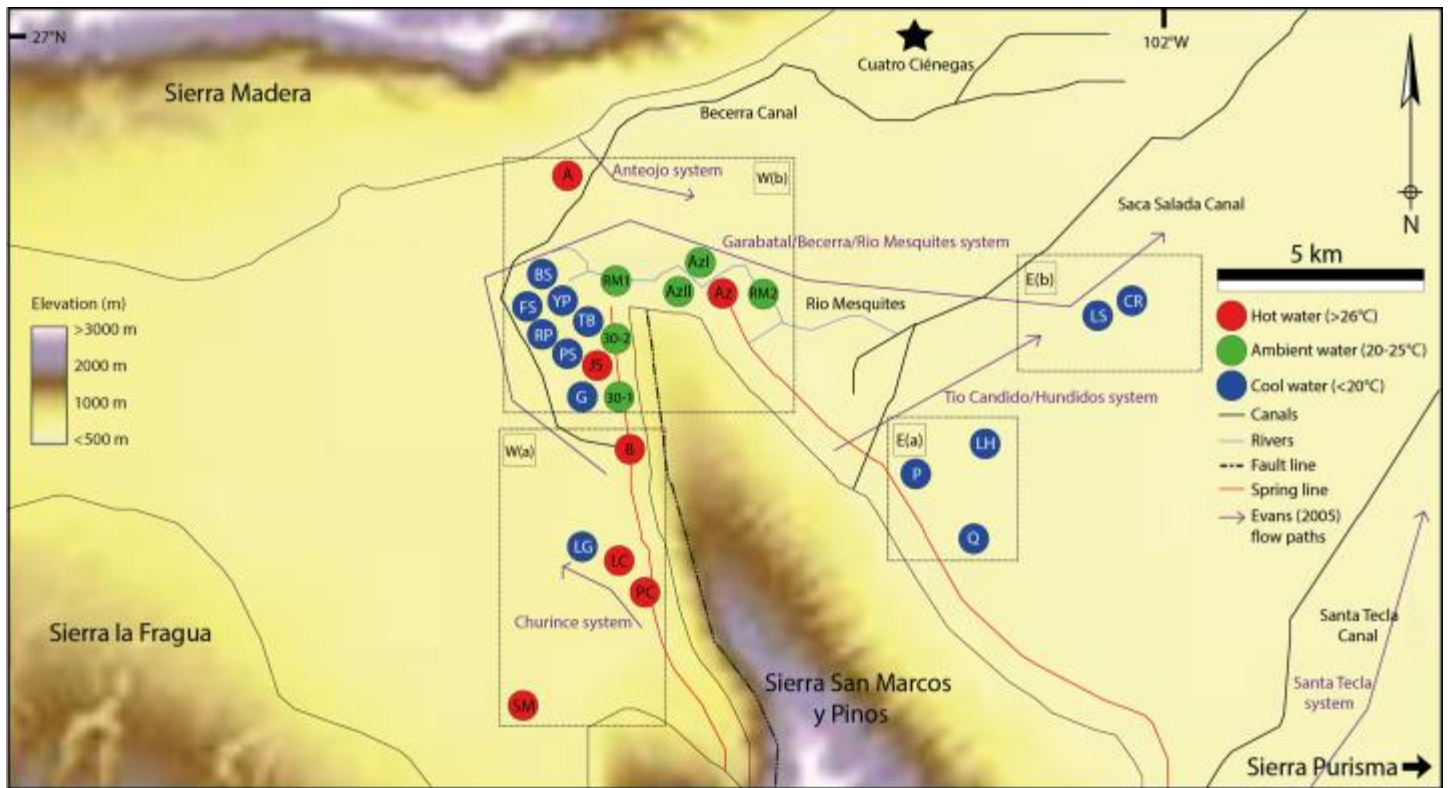 27°N
102°W
Cuatro Ciénegas
Sierra Madera
Becerra Canal
A
Anteojo system
W(b)
Saca Salada Canal
N
Garabatal/Becerra/Rio Mesquites system
5 km
E(b)
BS
RM1
AzI
AzII
Az
RM2
Rio Mesquites
LS
CR
FS
YP
TB
RP
PS
30-2
JS
G
30-1
Elevation (m)
>3000 m
2000 m
1000 m
<500 m
Hot water (>26°C)
Ambient water (20-25°C)
Cool water (<20°C)
Canals
Rivers
Fault line
Spring line
Evans (2005)
flow paths
Tio Candido/Hundidos system
W(a)
B
E(a)
LH
P
Q
LG
LC
PC
Churince system
SM
Sierra la Fragua
Sierra San Marcos
y Pinos
Santa Tecla
Canal
Santa Tecla
system
Sierra Purisma